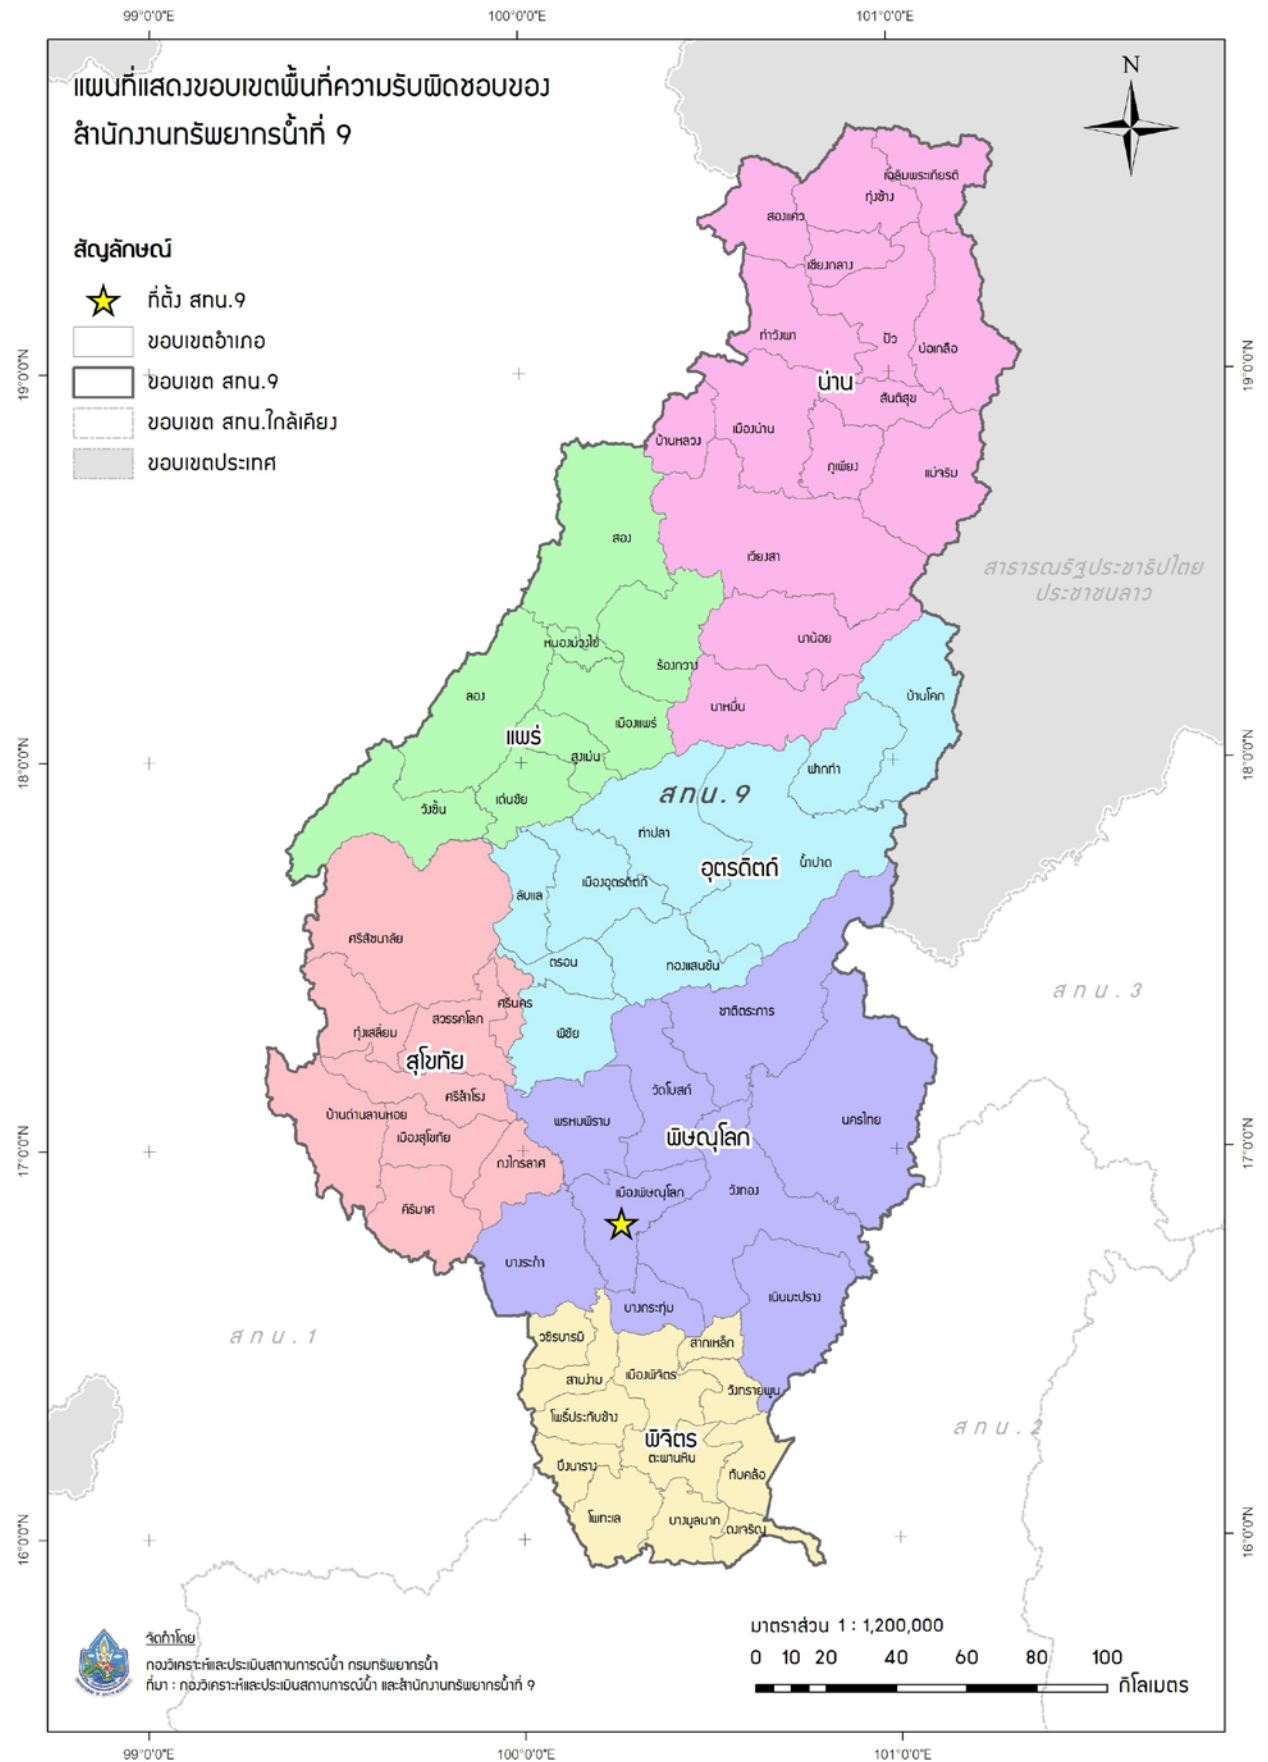 99°0'0"E
100°0'0"E
101°0'0"E
แผนที่แสดงขอบเขตพื้นที่ความรับผิดชอบของ
สำนักงานทรัพยากรน้ำที่ 9
N
สัญลักษณ์
ที่ตั้ง สทน.9
ขอบเขตอำเภอ
ขอบเขต สทน.9
ขอบเขต สทน.ใกล้เคียง
ขอบเขตประเทศ
เฉลิมพระเกียรติ
ทุ่งช้าง
สองแคว
เชียงกลาง
ท่าวังผา
ปัว
บ่อเกลือ
19°0'0"N
19°0'0"N
น่าน
สันติสุข
บ้านหลวง
เมืองน่าน
ภูเพียง
แม่จริม
สอง
เวียงสา
สาธารณรัฐประชาธิปไตย
ประชาชนลาว
หนองม่วงไข่
นาน้อย
ร้องกวาง
ลอง
บ้านโคก
นาหมื่น
เมืองแพร่
แพร่
สูงเม่น
18°0'0"N
18°0'0"N
ฟากท่า
สทน.9
เด่นชัย
วังชิ้น
ท่าปลา
อุตรดิตถ์
น้ำปาด
ลับแล
เมืองอุตรดิตถ์
ศรีสัชนาลัย
ตรอน
ทองแสนขัน
สทน.3
ศรีนคร
สวรรคโลก
ชาติตระการ
ทุ่งเสลี่ยม
พิชัย
สุโขทัย
วัดโบสถ์
ศรีสำโรง
บ้านด่านลานหอย
พรหมพิราม
นครไทย
เมืองสุโขทัย
พิษณุโลก
17°0'0"N
17°0'0"N
กงไกรลาศ
เมืองพิษณุโลก
วังทอง
คีรีมาศ
บางระกำ
เนินมะปราง
บางกระทุ่ม
สทน.1
วชิรบารมี
สากเหล็ก
สามง่าม
เมืองพิจิตร
วังทรายพูน
โพธิ์ประทับช้าง
สทน.2
พิจิตร
ตะพานหิน
บึงนาราง
ทับคล้อ
โพทะเล
บางมูลนาก
ดงเจริญ
16°0'0"N
16°0'0"N
จัดทำโดย
กองวิเคราะห์และประเมินสถานการณ์น้ำ กรมทรัพยากรน้ำ
ที่มา : กองวิเคราะห์และประเมินสถานการณ์น้ำ และสำนักงานทรัพยากรน้ำที่ 9
มาตราส่วน 1 : 1,200,000
0 10 20 40 60 80 100
กิโลเมตร
99°0'0"E
100°0'0"E
101°0'0"E